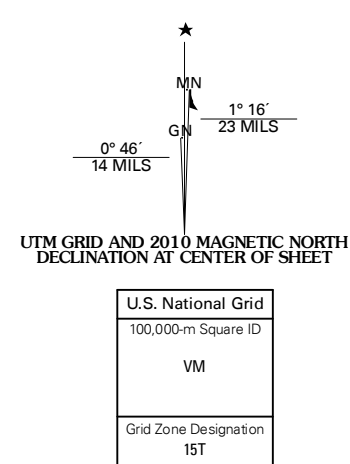 ★
MN
1° 16´
23 MILS
GN
0° 46´
14 MILS
UTM GRID AND 2010 MAGNETIC NORTH
DECLINATION AT CENTER OF SHEET
U.S. National Grid
100,000-m Square ID
VM
Grid Zone Designation
15T